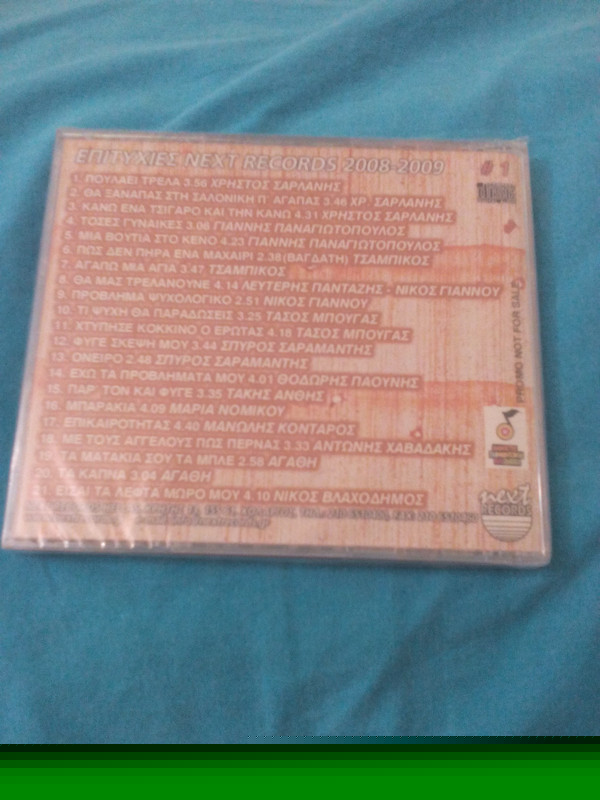 ΕΠΙΤΥΧΙΕΣ NEXT RECORDS 2008-2009
# 1
1. ΠΟΥΛΑΕΙ ΤΡΕΛΑ 3.56 ΧΡΗΣΤΟΣ ΣΑΡΛΑΝΗΣ
2. ΘΑ ΞΑΝΑΠΑΣ ΣΤΗ ΣΑΛΟΝΙΚΗ Π' ΑΓΑΠΑΣ 3.46 ΧΡ. ΣΑΡΛΑΝΗΣ
3. ΚΑΝΩ ΕΝΑ ΤΣΙΓΑΡΟ ΚΑΙ ΤΗΝ ΚΑΝΩ 4.31 ΧΡΗΣΤΟΣ ΣΑΡΛΑΝΗΣ
4. ΤΟΣΕΣ ΓΥΝΑΙΚΕΣ 3.06 ΓΙΑΝΝΗΣ ΠΑΝΑΓΙΩΤΟΠΟΥΛΟΣ
5. ΜΙΑ ΒΟΥΤΙΑ ΣΤΟ ΚΕΝΟ 4.23 ΓΙΑΝΝΗΣ ΠΑΝΑΓΙΩΤΟΠΟΥΛΟΣ
6. ΠΩΣ ΔΕΝ ΠΗΡΑ ΕΝΑ ΜΑΧΑΙΡΙ 2.38 (ΒΑΓΔΑΤΗ) ΤΣΑΜΠΙΚΟΣ
7. ΑΓΑΠΩ ΜΙΑ ΑΓΙΑ 3.47 ΤΣΑΜΠΙΚΟΣ
8. ΘΑ ΜΑΣ ΤΡΕΛΑΝΟΥΝΕ 4.14 ΛΕΥΤΕΡΗΣ ΠΑΝΤΑΖΗΣ - ΝΙΚΟΣ ΓΙΑΝΝΟΥ
9. ΠΡΟΒΛΗΜΑ ΨΥΧΟΛΟΓΙΚΟ 2.51 ΝΙΚΟΣ ΓΙΑΝΝΟΥ
10. ΤΙ ΨΥΧΗ ΘΑ ΠΑΡΑΔΩΣΕΙΣ 3.25 ΤΑΣΟΣ ΜΠΟΥΓΑΣ
11. ΧΤΥΠΗΣΕ ΚΟΚΚΙΝΟ Ο ΕΡΩΤΑΣ 4.18 ΤΑΣΟΣ ΜΠΟΥΓΑΣ
12. ΦΥΓΕ ΣΚΕΨΗ ΜΟΥ 3.44 ΣΠΥΡΟΣ ΣΑΡΑΜΑΝΤΗΣ
13. ΟΝΕΙΡΟ 2.48 ΣΠΥΡΟΣ ΣΑΡΑΜΑΝΤΗΣ
14. ΕΧΩ ΤΑ ΠΡΟΒΛΗΜΑΤΑ ΜΟΥ 4.01 ΘΟΔΩΡΗΣ ΠΑΟΥΝΗΣ
15. ΠΑΡ' ΤΟΝ ΚΑΙ ΦΥΓΕ 3.35 ΤΑΚΗΣ ΑΝΘΗΣ
16. ΜΠΑΡΑΚΙΑ 4.09 ΜΑΡΙΑ ΝΟΜΙΚΟΥ
17. ΕΠΙΚΑΙΡΟΤΗΤΑΣ 4.40 ΜΑΝΩΛΗΣ ΚΟΝΤΑΡΟΣ
18. ΜΕ ΤΟΥΣ ΑΓΓΕΛΟΥΣ ΠΩΣ ΠΕΡΝΑΣ 3.33 ΑΝΤΩΝΗΣ ΧΑΒΑΔΑΚΗΣ
19. ΤΑ ΜΑΤΑΚΙΑ ΣΟΥ ΤΑ ΜΠΛΕ 2.58 ΑΓΑΘΗ
20. ΤΑ ΚΑΠΝΑ 3.04 ΑΓΑΘΗ
21. ΕΙΣΑΙ ΤΑ ΛΕΦΤΑ ΜΩΡΟ ΜΟΥ 4.10 ΝΙΚΟΣ ΒΛΑΧΟΔΗΜΟΣ
PROMO NOT FOR
next
RECORDS